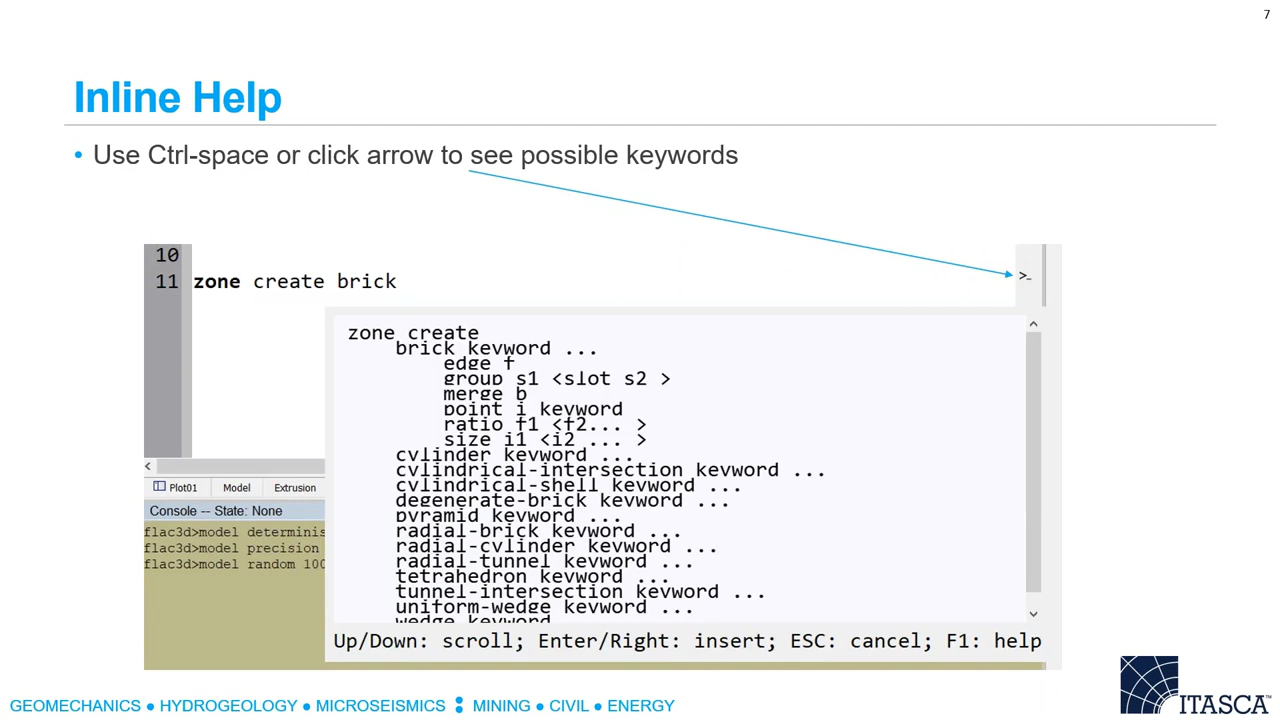 7
Inline Help
• Use Ctrl-space or click arrow to see possible keywords
10
>_
11 zone create brick
zone create
brick keyword ...
edge f
group s1 <slot s2 >
merge b
point i keyword
ratio f1 <f2... >
size i1 <i2 ... >
cylinder keyword ...
cylindrical-intersection keyword ...
cylindrical-shell keyword ...
degenerate-brick keyword ...
pyramid keyword ...
radial-brick keyword ...
radial-cylinder keyword ...
radial-tunnel keyword ...
tetrahedron keyword ...
tunnel-intersection keyword ...
uniform-wedge keyword ...
wedge keyword
Up/Down: scroll; Enter/Right: insert; ESC: cancel; F1: help
Plot01 Model Extrusion
Console -- State: None
flac3d>model determinis
flac3d>model precision
flac3d>model random 100
GEOMECHANICS ● HYDROGEOLOGY ● MICROSEISMICS MINING ● CIVIL ● ENERGY
ITASCA™